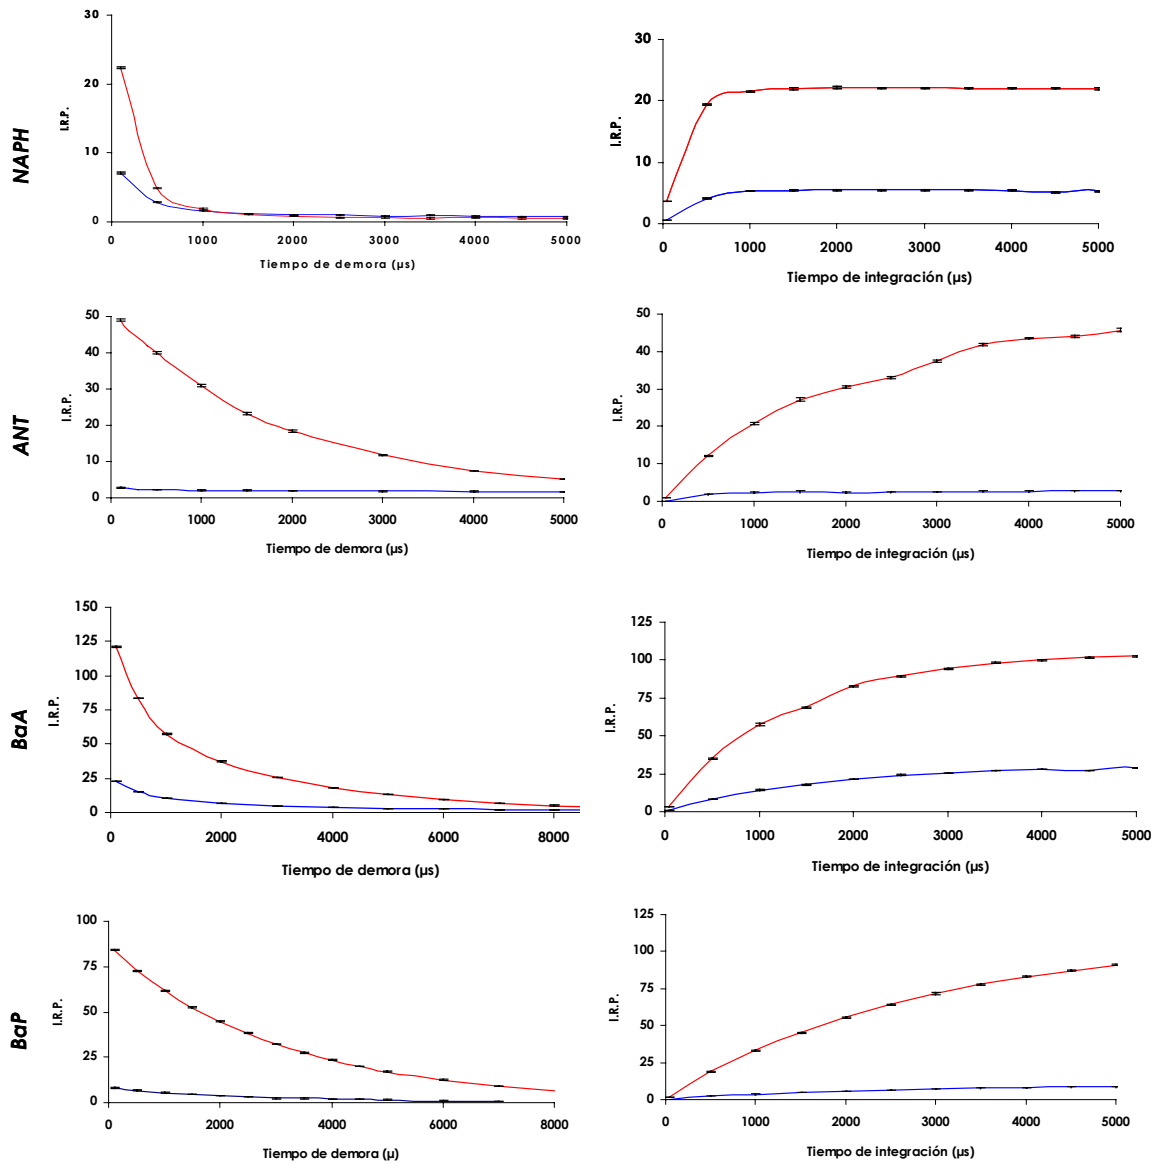 NAPH
I.R.P.
30
20
10
0
0 1000 2000 3000 4000 5000
Tiempo de demora (µs)
I.R.P.
30
20
10
0
0 1000 2000 3000 4000 5000
Tiempo de integración (µs)
ANT
I.R.P.
50
40
30
20
10
0
0 1000 2000 3000 4000 5000
Tiempo de demora (µs)
I.R.P.
50
40
30
20
10
0
0 1000 2000 3000 4000 5000
Tiempo de integración (µs)
BaA
I.R.P.
150
125
100
75
50
25
0
0 2000 4000 6000 8000
Tiempo de demora (µs)
I.R.P.
125
100
75
50
25
0
0 1000 2000 3000 4000 5000
Tiempo de integración (µs)
BaP
I.R.P.
100
75
50
25
0
0 2000 4000 6000 8000
Tiempo de demora (µ)
I.R.P.
125
100
75
50
25
0
0 1000 2000 3000 4000 5000
Tiempo de integración (µs)